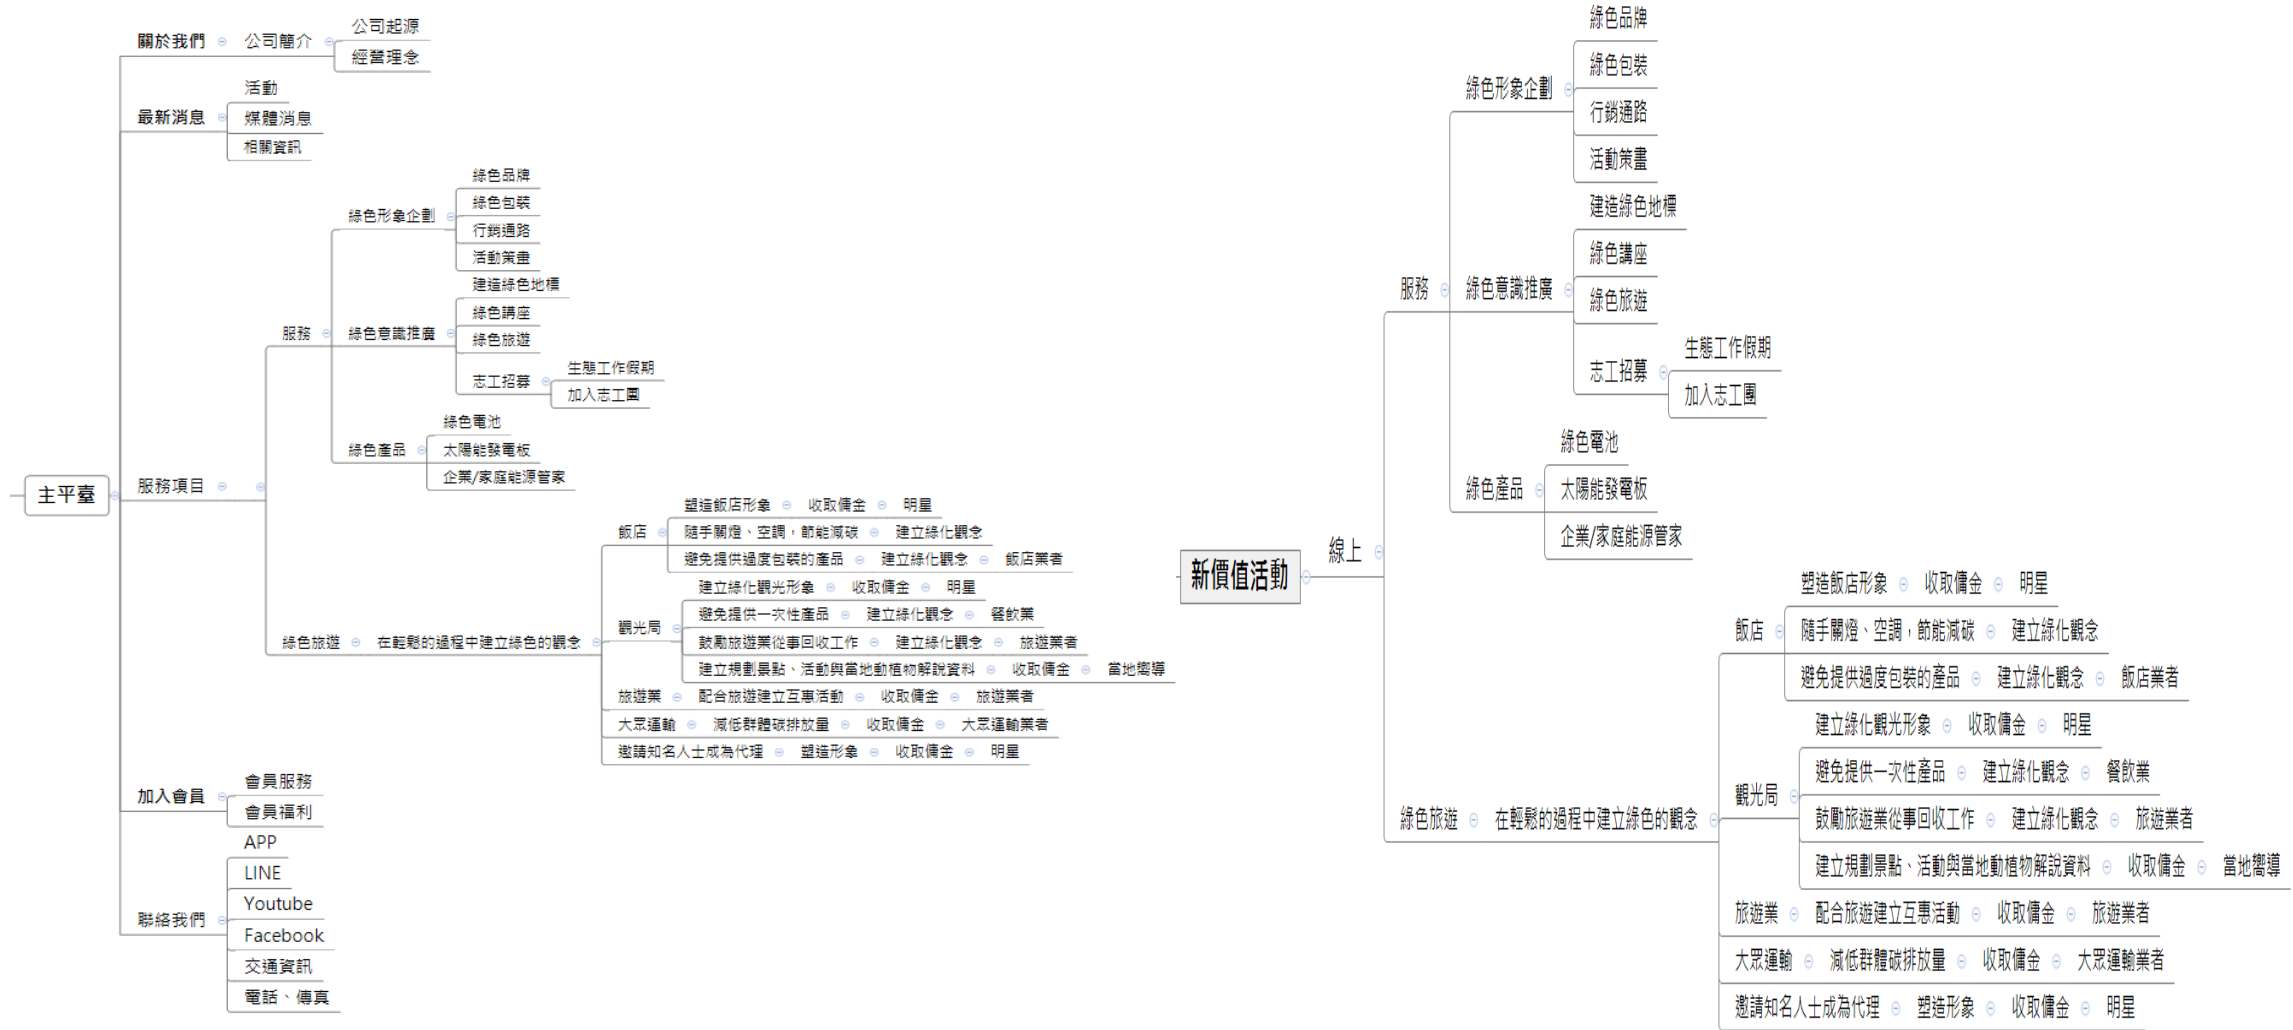 主平臺
關於我們 公司簡介
公司起源
經營理念
最新消息
活動
媒體消息
相關資訊
服務項目
服務
綠色形象企劃
綠色品牌
綠色包裝
行銷通路
活動策畫
綠色意識推廣
建造綠色地標
綠色講座
綠色旅遊
志工招募
生態工作假期
加入志工團
綠色產品
綠色電池
太陽能發電板
企業/家庭能源管家
綠色旅遊 在輕鬆的過程中建立綠色的觀念
飯店
塑造飯店形象 收取傭金 明星
隨手關燈、空調，節能減碳 建立綠化觀念
避免提供過度包裝的產品 建立綠化觀念 飯店業者
觀光局
建立綠化觀光形象 收取傭金 明星
避免提供一次性產品 建立綠化觀念 餐飲業
鼓勵旅遊業從事回收工作 建立綠化觀念 旅遊業者
建立規劃景點、活動與當地動植物解說資料 收取傭金 當地嚮導
旅遊業 配合旅遊建立互惠活動 收取傭金 旅遊業者
大眾運輸 減低群體碳排放量 收取傭金 大眾運輸業者
邀請知名人士成為代理 塑造形象 收取傭金 明星
加入會員
會員服務
會員福利
聯絡我們
APP
LINE
Youtube
Facebook
交通資訊
電話、傳真
新價值活動
線上
服務
綠色形象企劃
綠色品牌
綠色包裝
行銷通路
活動策畫
綠色意識推廣
建造綠色地標
綠色講座
綠色旅遊
志工招募
生態工作假期
加入志工團
綠色產品
綠色電池
太陽能發電板
企業/家庭能源管家
綠色旅遊 在輕鬆的過程中建立綠色的觀念
飯店
塑造飯店形象 收取傭金 明星
隨手關燈、空調，節能減碳 建立綠化觀念
避免提供過度包裝的產品 建立綠化觀念 飯店業者
觀光局
建立綠化觀光形象 收取傭金 明星
避免提供一次性產品 建立綠化觀念 餐飲業
鼓勵旅遊業從事回收工作 建立綠化觀念 旅遊業者
建立規劃景點、活動與當地動植物解說資料 收取傭金 當地嚮導
旅遊業 配合旅遊建立互惠活動 收取傭金 旅遊業者
大眾運輸 減低群體碳排放量 收取傭金 大眾運輸業者
邀請知名人士成為代理 塑造形象 收取傭金 明星